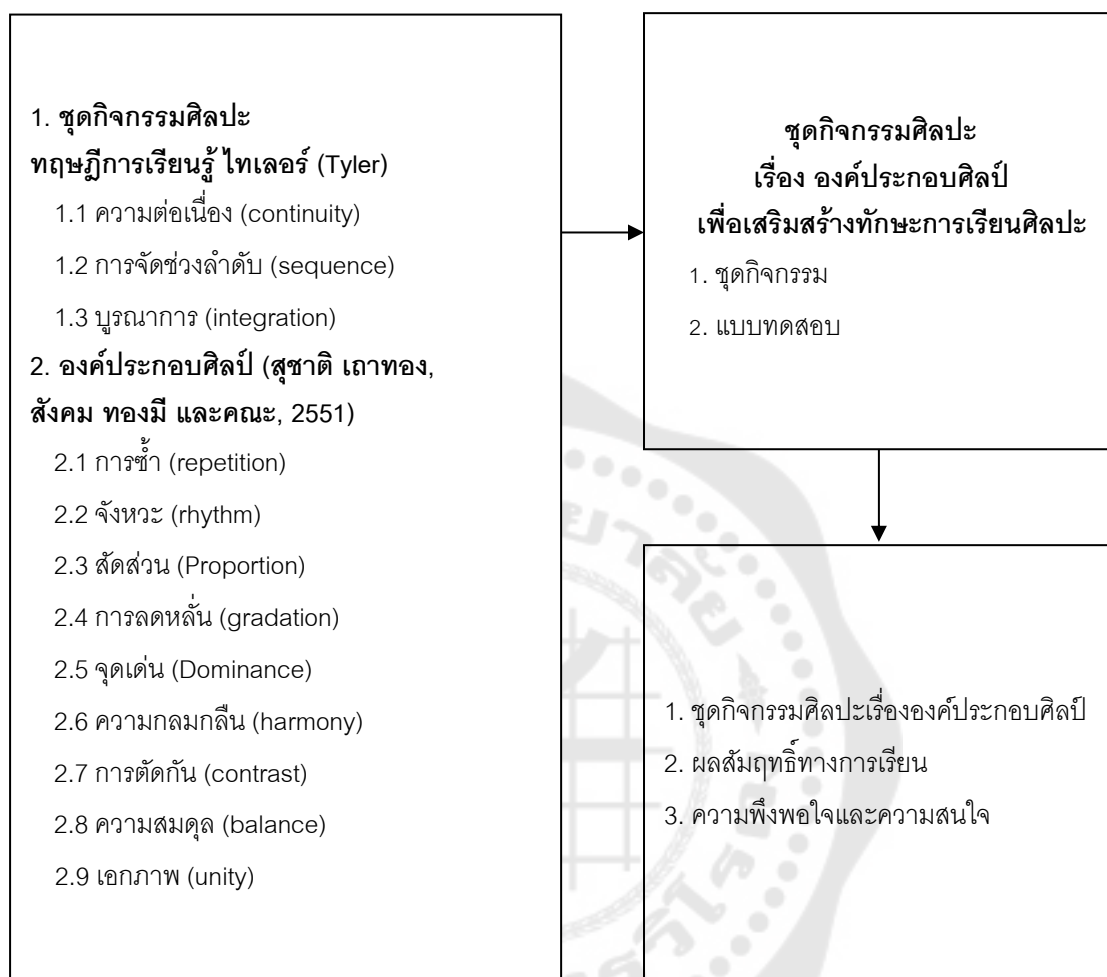 1. ชุดกิจกรรมศิลปะ
ทฤษฎีการเรียนรู้ ไทเลอร์ (Tyler)
1.1 ความต่อเนื่อง (continuity)
1.2 การจัดช่วงลำดับ (sequence)
1.3 บูรณาการ (integration)
2. องค์ประกอบศิลป์ (สุชาติ เถาทอง,
สังคม ทองมี และคณะ, 2551)
2.1 การซ้ำ (repetition)
2.2 จังหวะ (rhythm)
2.3 สัดส่วน (Proportion)
2.4 การลดหลั่น (gradation)
2.5 จุดเด่น (Dominance)
2.6 ความกลมกลืน (harmony)
2.7 การตัดกัน (contrast)
2.8 ความสมดุล (balance)
2.9 เอกภาพ (unity)
ชุดกิจกรรมศิลปะ
เรื่อง องค์ประกอบศิลป์
เพื่อเสริมสร้างทักษะการเรียนศิลปะ
1. ชุดกิจกรรม
2. แบบทดสอบ
1. ชุดกิจกรรมศิลปะเรื่ององค์ประกอบศิลป์
2. ผลสัมฤทธิ์ทางการเรียน
3. ความพึงพอใจและความสนใจ